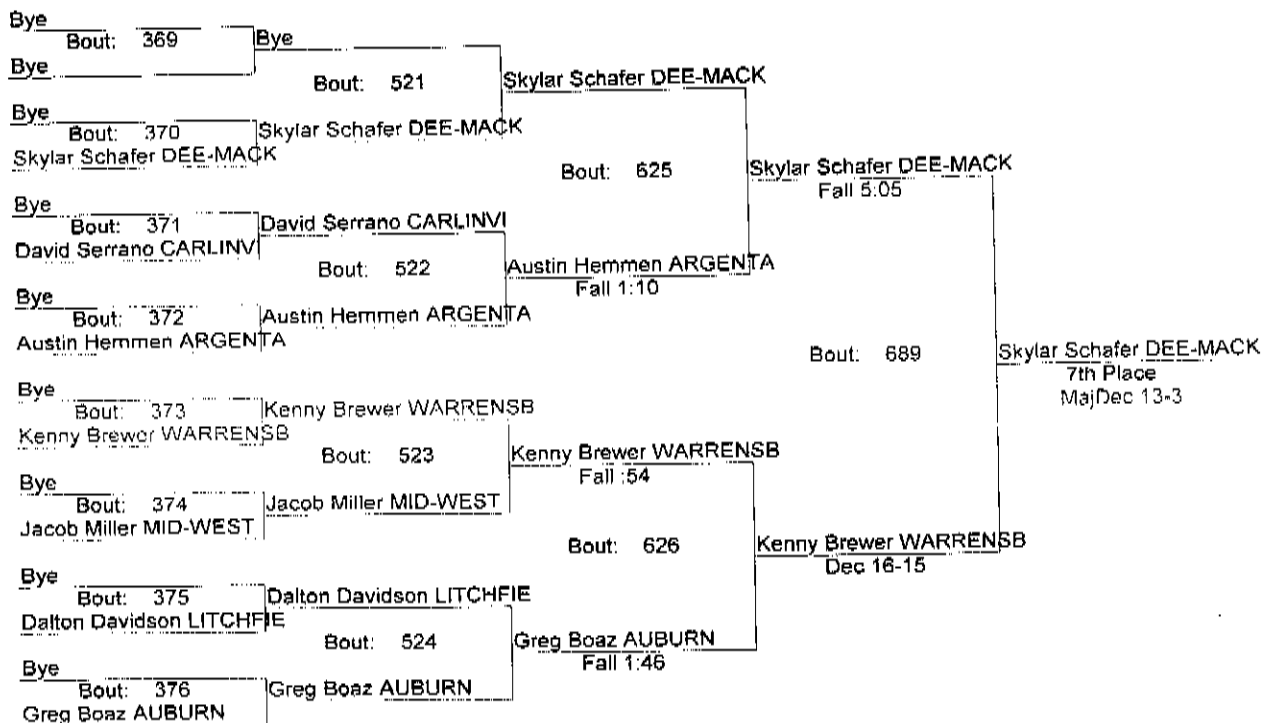 Bye
Bout: 369 Bye
Bye
Bout: 521 Skylar Schafer DEE-MACK
Bye
Bout: 370 Skylar Schafer DEE-MACK
Skylar Schafer DEE-MACK
Bout: 625 Skylar Schafer DEE-MACK
Fall 5:05
Bye
Bout: 371 David Serrano CARLINVI
David Serrano CARLINVI
Bout: 522 Austin Hemmen ARGENTA
Fall 1:10
Bye
Bout: 372 Austin Hemmen ARGENTA
Austin Hemmen ARGENTA
Bout: 689 Skylar Schafer DEE-MACK
7th Place
MajDec 13-3
Bye
Bout: 373 Kenny Brewer WARRENSB
Kenny Brewer WARRENSB
Bout: 523 Kenny Brewer WARRENSB
Fall :54
Bye
Bout: 374 Jacob Miller MID-WEST
Jacob Miller MID-WEST
Bout: 626 Kenny Brewer WARRENSB
Dec 16-15
Bye
Bout: 375 Dalton Davidson LITCHFIE
Dalton Davidson LITCHFIE
Bout: 524 Greg Boaz AUBURN
Fall 1:46
Bye
Bout: 376 Greg Boaz AUBURN
Greg Boaz AUBURN